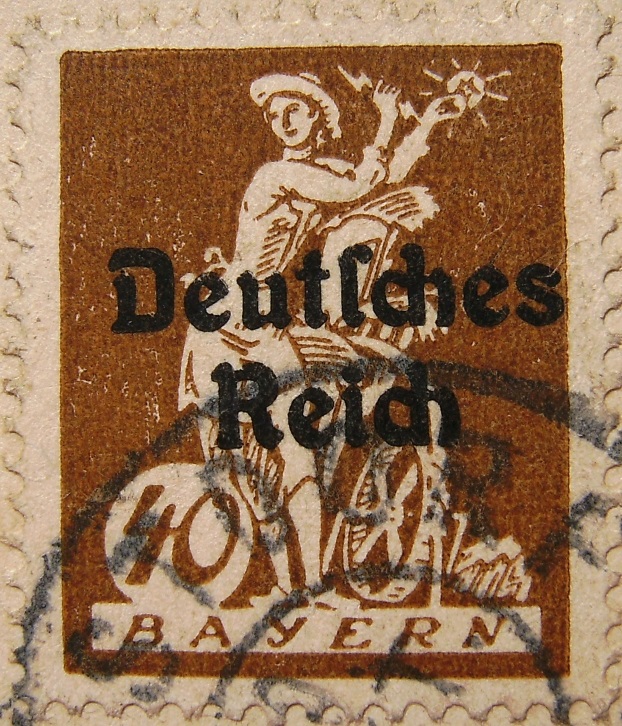 Deutſches
Reich
40
BAYERN